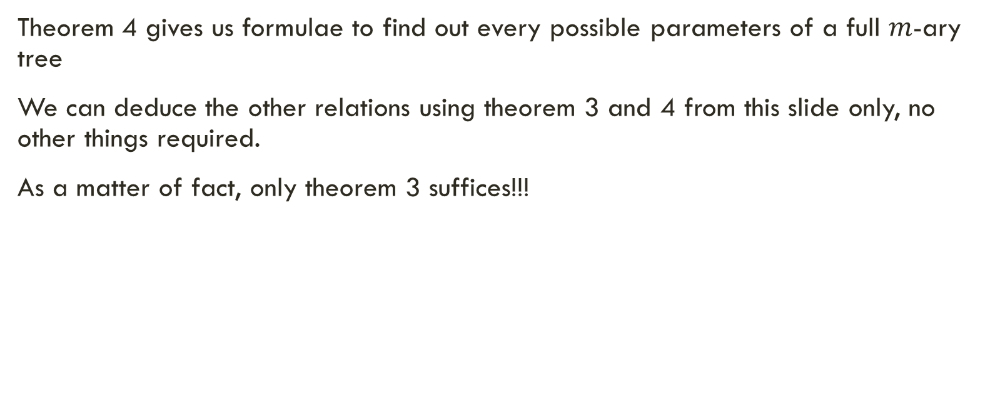 Theorem 4 gives us formulae to find out every possible parameters of a full m-ary
tree
We can deduce the other relations using theorem 3 and 4 from this slide only, no
other things required.
As a matter of fact, only theorem 3 suffices!!!